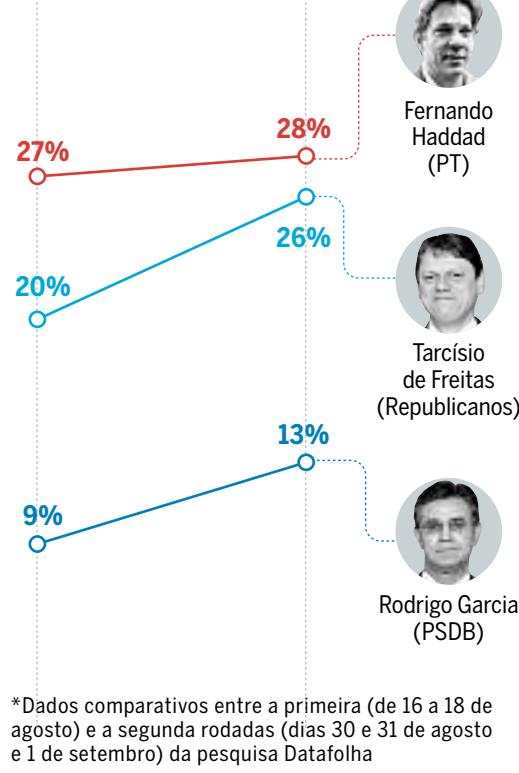 27%
28%
Fernando
Haddad
(PT)
20%
26%
Tarcísio
de Freitas
(Republicanos)
9%
13%
Rodrigo Garcia
(PSDB)
*Dados comparativos entre a primeira (de 16 a 18 de
agosto) e a segunda rodadas (dias 30 e 31 de agosto
e 1 de setembro) da pesquisa Datafolha